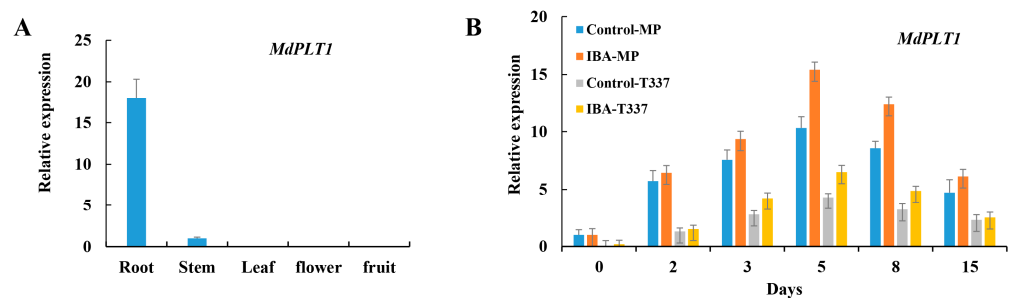 A
MdPLT1
Relative expression
25
20
15
10
5
0
Root Stem Leaf flower fruit
B
MdPLT1
Control-MP
IBA-MP
Control-T337
IBA-T337
Relative expression
20
15
10
5
0
0 2 3 5 8 15
Days